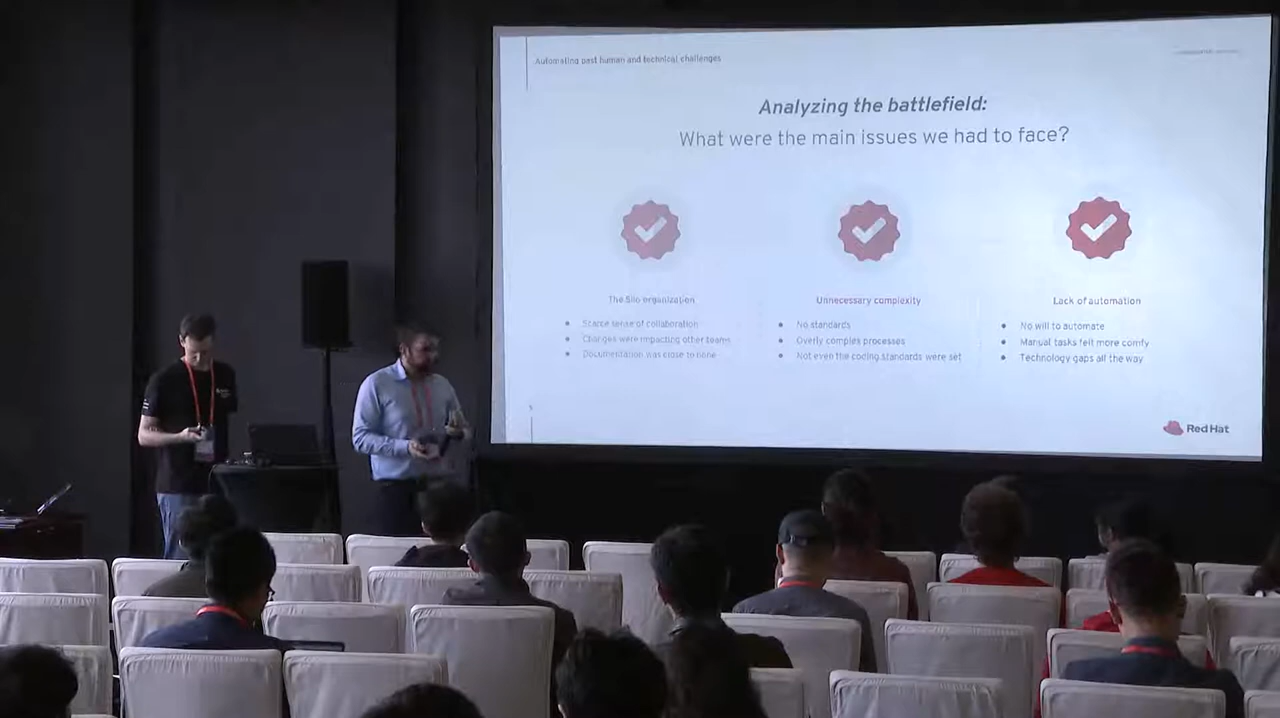 Automating past human and technical challenges
Analyzing the battlefield:
What were the main issues we had to face?
The Silo organization
Scarce sense of collaboration
Changes were impacting other teams
Documentation was close to none
Unnecessary complexity
No standards
Overly complex processes
Not even the coding standards were set
Lack of automation
No will to automate
Manual tasks felt more comfy
Technology gaps all the way
Red Hat